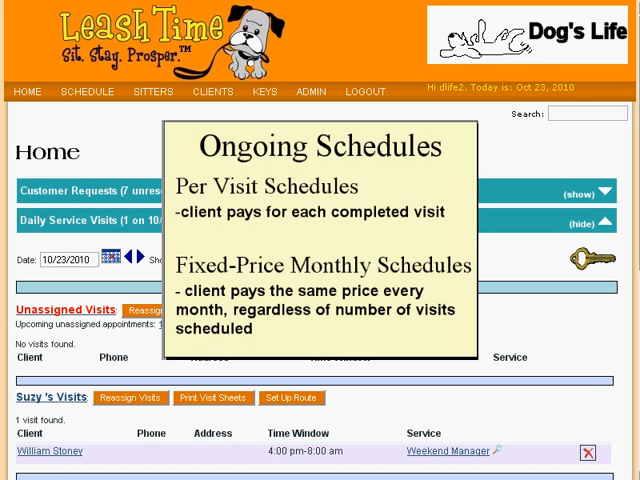 Leash Time
Sit. Stay. Prosper.™
Dog's Life
HOME SCHEDULE SITTERS CLIENTS KEYS ADMIN LOGOUT
Hi dlife2. Today is: Oct 23, 2010
Search:
Home
Ongoing Schedules
Per Visit Schedules
-client pays for each completed visit
Fixed-Price Monthly Schedules
- client pays the same price every
month, regardless of number of visits
scheduled
Customer Requests (7
(show)
Daily Service Visits (1 on
(hide)
Date: 10/23/2010
Unassigned Visits:
Upcoming unassigned appointments:
No visits found.
Client Phone Service
Suzy 's Visits: Reassign Visits Print Visit Sheets Set Up Route
1 visit found.
Client Phone Address Time Window Service
William Stoney 4:00 pm-8:00 am Weekend Manager